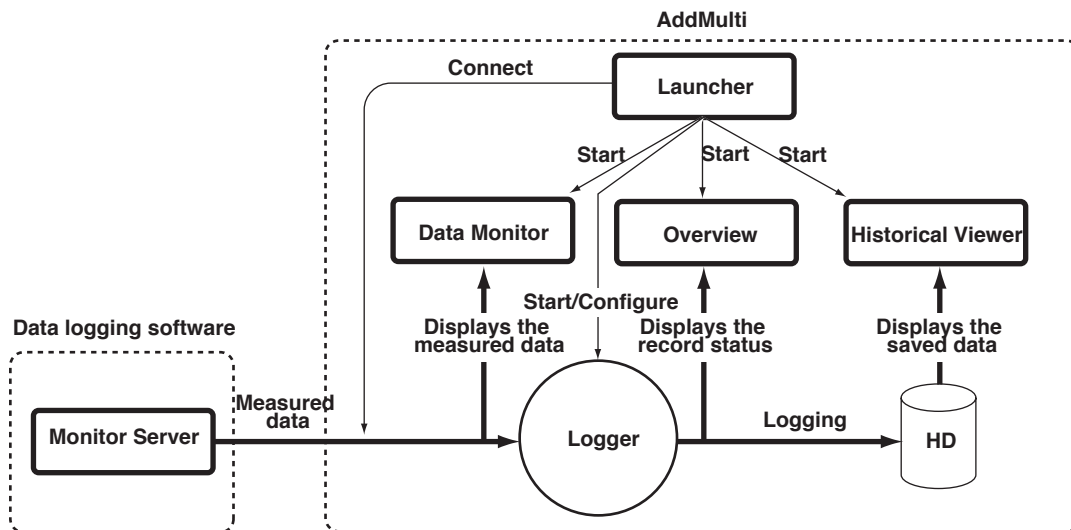 AddMulti
Connect
Launcher
Start
Start
Start
Data Monitor
Overview
Historical Viewer
Start/Configure
Data logging software
Displays the
measured data
Displays the
record status
Displays the
saved data
Measured
data
Monitor Server
Logger
Logging
HD